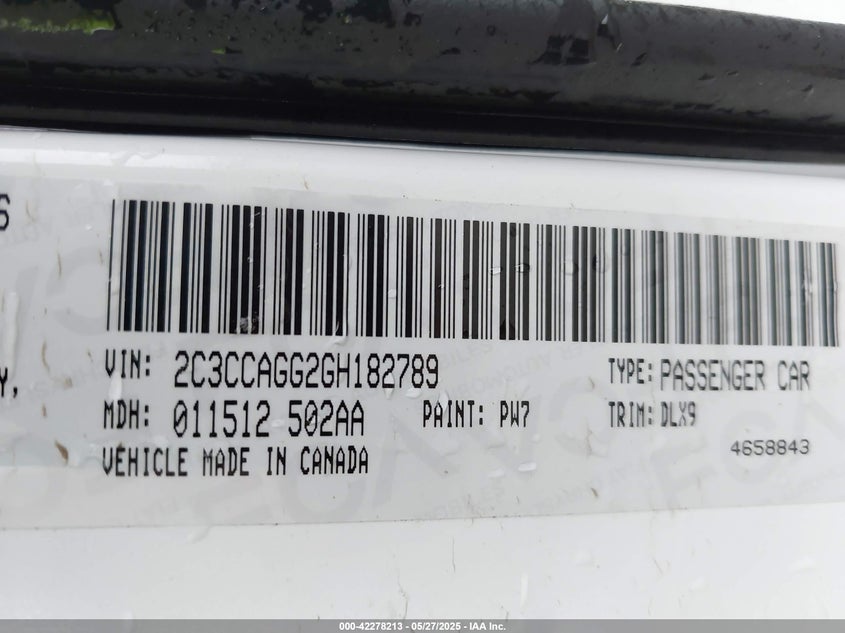 S
Y,
VIN: 2C3CCAGG2GH182789 TYPE: PASSENGER CAR
MDH: 011512 502AA PAINT: PW7 TRIM: DLX9
VEHICLE MADE IN CANADA
4658843
000-42278213 - 05/27/2025 - IAA Inc.